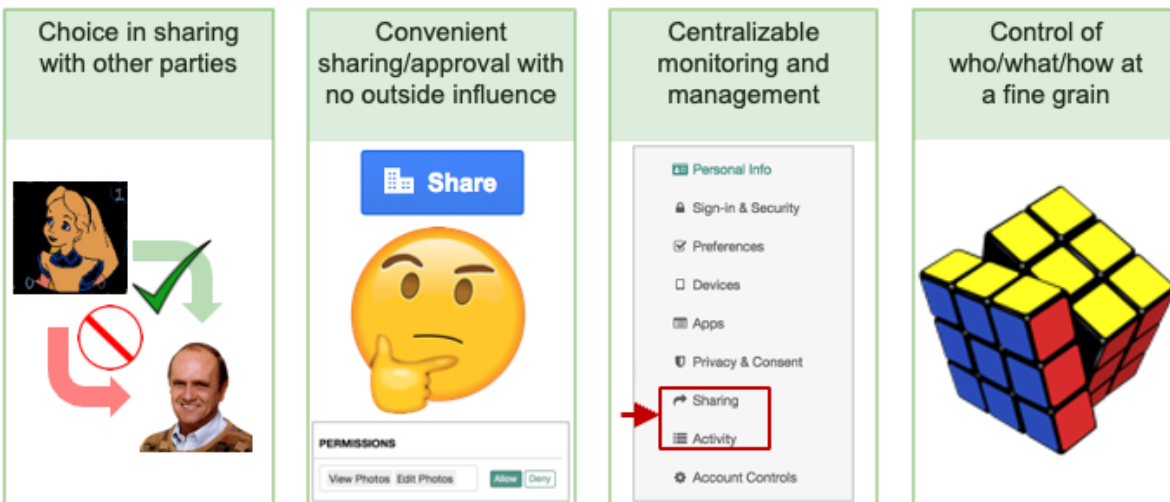 Choice in sharing
with other parties
Convenient
sharing/approval with
no outside influence
Share
PERMISSIONS
View Photos Edit Photos Allow Deny
Centralizable
monitoring and
management
Personal Info
Sign-in & Security
Preferences
Devices
Apps
Privacy & Consent
Sharing
Activity
Account Controls
Control of
who/what/how at
a fine grain